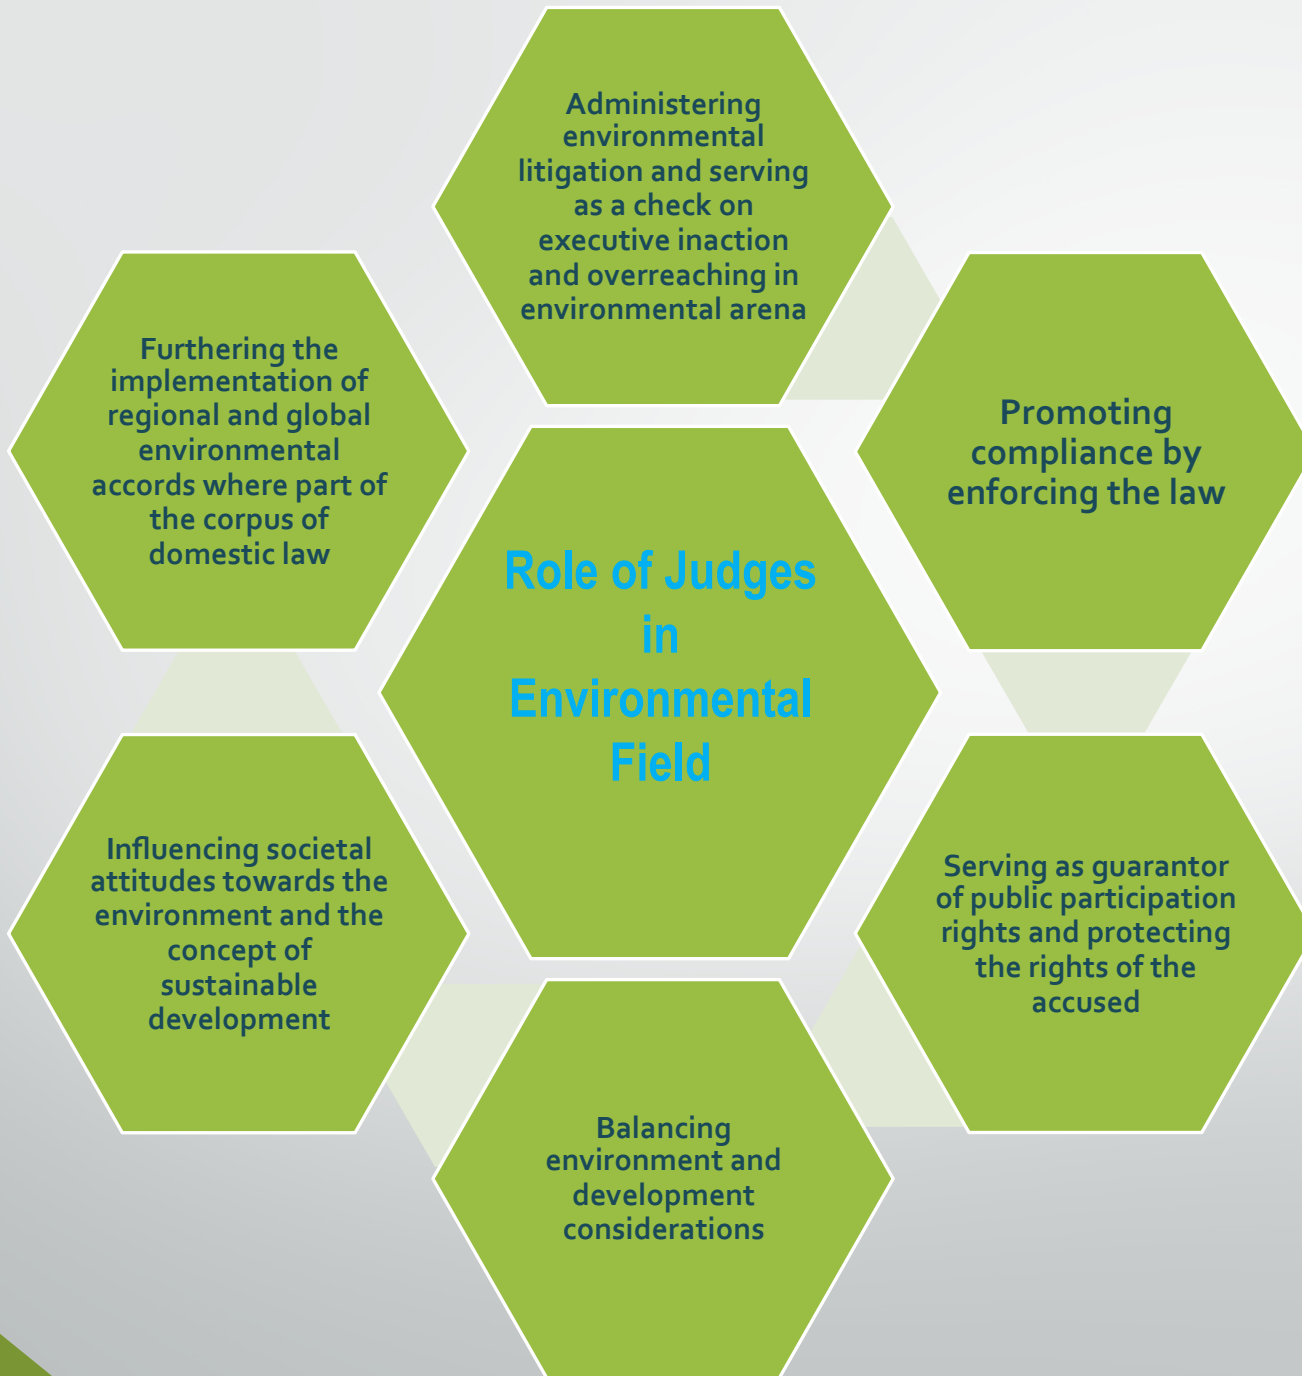 Administering
environmental
litigation and serving
as a check on
executive inaction
and overreaching in
environmental arena
Promoting
compliance by
enforcing the law
Serving as guarantor
of public participation
rights and protecting
the rights of the
accused
Balancing
environment and
development
considerations
Influencing societal
attitudes towards the
environment and the
concept of
sustainable
development
Furthering the
implementation of
regional and global
environmental
accords where part of
the corpus of
domestic law
Role of Judges
in
Environmental
Field